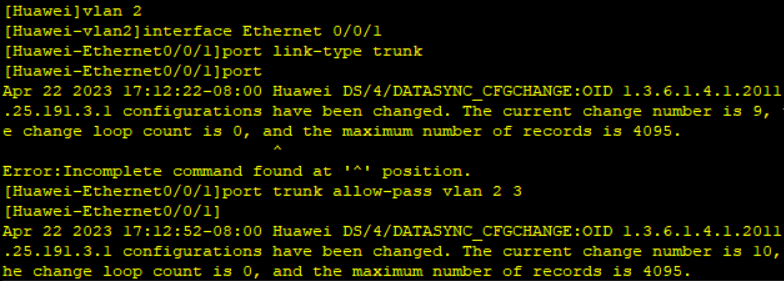 [Huawei]vlan 2
[Huawei-vlan2]interface Ethernet 0/0/1
[Huawei-Ethernet0/0/1]port link-type trunk
[Huawei-Ethernet0/0/1]port
Apr 22 2023 17:12:22-08:00 Huawei DS/4/DATASYNC_CFGCHANGE:OID 1.3.6.1.4.1.2011
.25.191.3.1 configurations have been changed. The current change number is 9,
e change loop count is 0, and the maximum number of records is 4095.
^
Error:Incomplete command found at '^' position.
[Huawei-Ethernet0/0/1]port trunk allow-pass vlan 2 3
[Huawei-Ethernet0/0/1]
Apr 22 2023 17:12:52-08:00 Huawei DS/4/DATASYNC_CFGCHANGE:OID 1.3.6.1.4.1.2011
.25.191.3.1 configurations have been changed. The current change number is 10,
he change loop count is 0, and the maximum number of records is 4095.